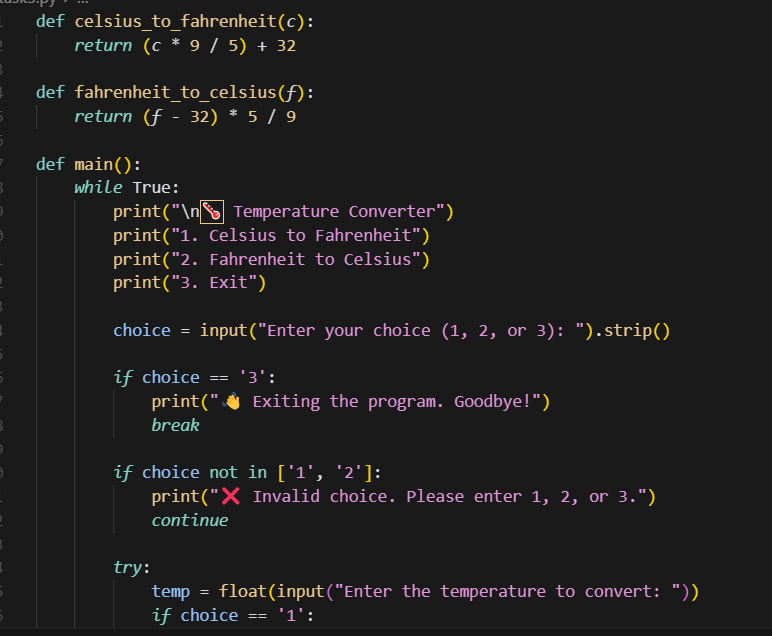 def celsius_to_fahrenheit(c):
    return (c * 9 / 5) + 32
def fahrenheit_to_celsius(f):
    return (f - 32) * 5 / 9
def main():
    while True:
        print("\n🌡️ Temperature Converter")
        print("1. Celsius to Fahrenheit")
        print("2. Fahrenheit to Celsius")
        print("3. Exit")
        choice = input("Enter your choice (1, 2, or 3): ").strip()
        if choice == '3':
            print("👋 Exiting the program. Goodbye!")
            break
        if choice not in ['1', '2']:
            print("❌ Invalid choice. Please enter 1, 2, or 3.")
            continue
        try:
            temp = float(input("Enter the temperature to convert: "))
            if choice == '1':